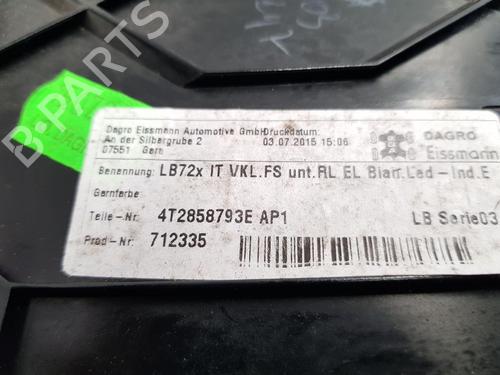 Dagro Eissmann Automotive GmbH
An der Silbergrube 2
07551 Gera
Druckdatum:
03.07.2015 15:06
DAGRO
Eissmann
Benennung: LB72x IT VKL.FS unt.RL EL Blarr.Led - Ind.E
Garnfarbe
Teile-Nr: 4T2858793E AP1
LB Serie03
Prod-Nr: 712335
B-PARTS